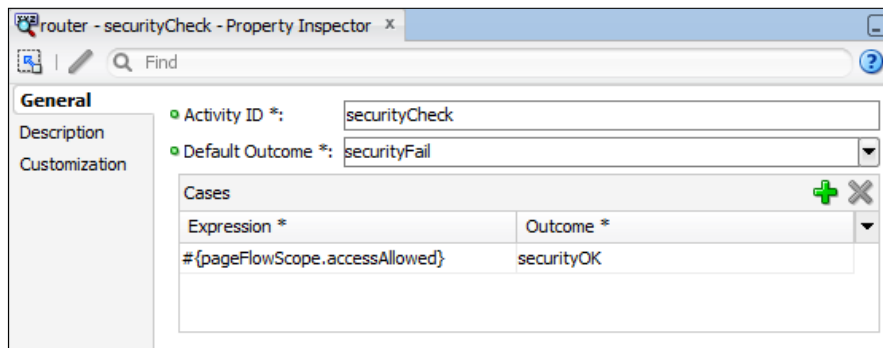 router - securityCheck - Property Inspector x
Find
General
Description
Customization
Activity ID *: securityCheck
Default Outcome *: securityFail
Cases
Expression * Outcome *
#{pageFlowScope.accessAllowed} securityOK